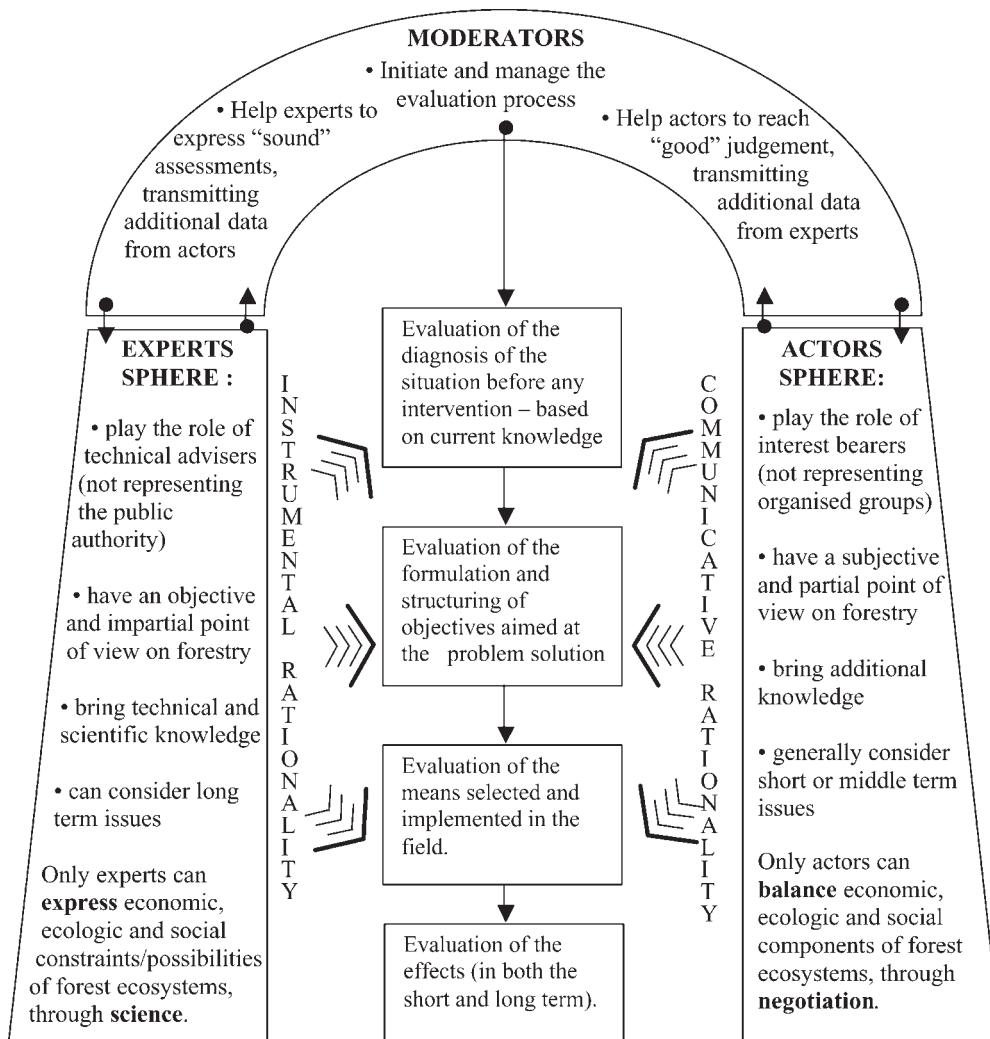 MODERATORS
• Initiate and manage the
evaluation process
• Help experts to
express “sound”
assessments,
transmitting
additional data
from actors
• Help actors to reach
“good” judgement,
transmitting
additional data
from experts
EXPERTS
SPHERE :
• play the role of
technical advisers
(not representing
the public
authority)
• have an objective
and impartial point
of view on forestry
• bring technical and
scientific knowledge
• can consider long
term issues
Only experts can
express economic,
ecologic and social
constraints/possibilities
of forest ecosystems,
through science.
INSTRUMENTAL RATIONALITY
Evaluation of the
diagnosis of the
situation before any
intervention – based
on current knowledge
Evaluation of the
formulation and
structuring of
objectives aimed at
the problem solution
Evaluation of the
means selected and
implemented in the
field.
Evaluation of the
effects (in both the
short and long term).
COMMUNICATIVE RATIONALITY
ACTORS
SPHERE:
• play the role of
interest bearers
(not representing
organised groups)
• have a subjective
and partial point of
view on forestry
• bring additional
knowledge
• generally consider
short or middle term
issues
Only actors can
balance economic,
ecologic and social
components of forest
ecosystems, through
negotiation.